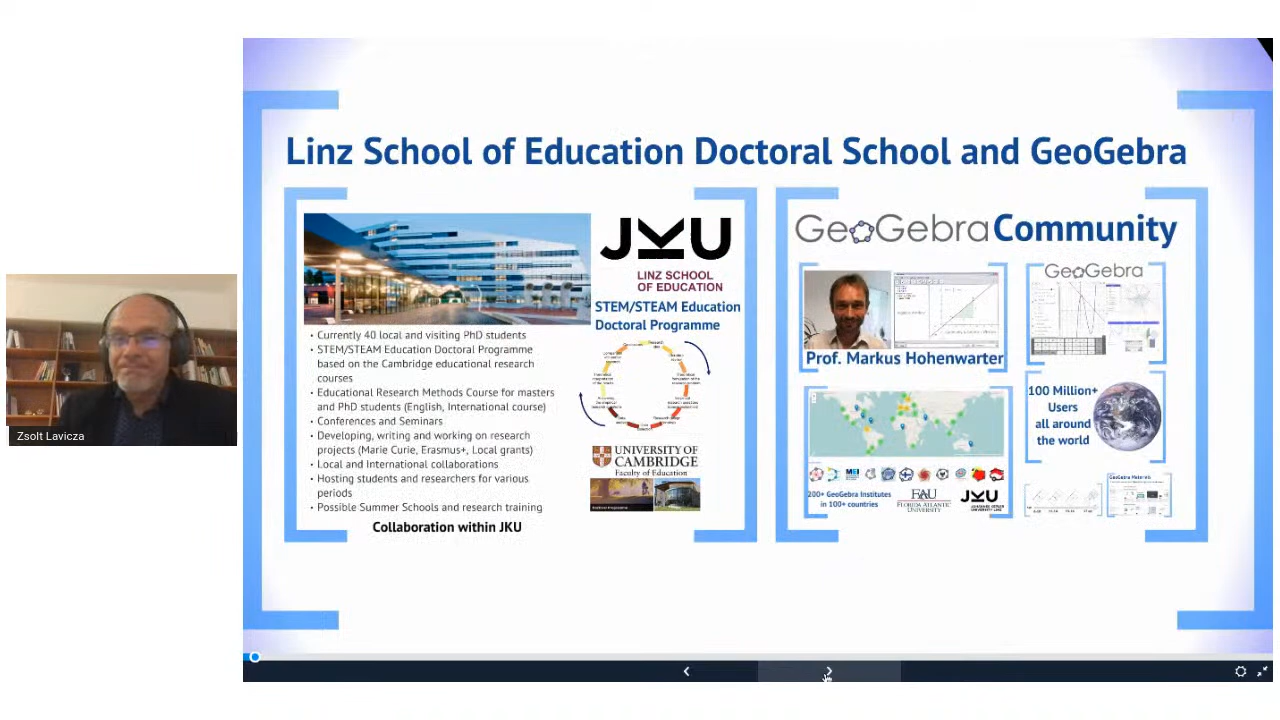 Linz School of Education Doctoral School and GeoGebra
JKU
LINZ SCHOOL
OF EDUCATION
STEM/STEAM Education
Doctoral Programme
• Currently 40 local and visiting PhD students
• STEM/STEAM Education Doctoral Programme
based on the Cambridge educational research
courses
• Educational Research Methods Course for masters
and PhD students (English, International course)
• Conferences and Seminars
• Developing, writing and working on research
projects (Marie Curie, Erasmus+, Local grants)
• Local and International collaborations
• Hosting students and researchers for various
periods
• Possible Summer Schools and research training
Collaboration within JKU
UNIVERSITY OF
CAMBRIDGE
Faculty of Education
GeoGebra Community
Prof. Markus Hohenwarter
GeoGebra
100 Million+
Users
all around
the world
200+ GeoGebra Institutes
in 100+ countries
FAU
FLORIDA ATLANTIC
UNIVERSITY
JKU
GeoGebra Materials
Zsolt Lavicza